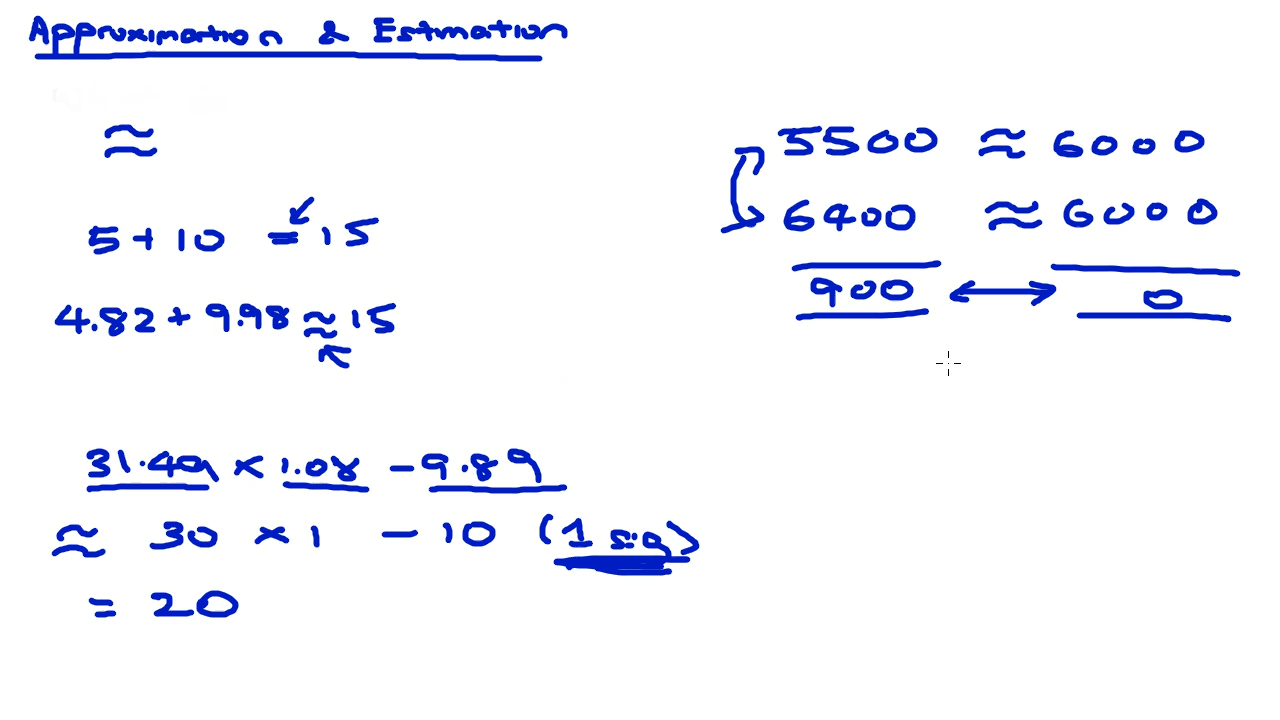 Approximation & Estimation
≈
5 + 10 = 15
4.82 + 9.98 ≈ 15
31.49 × 1.08 - 9.89
≈ 30 × 1 - 10 (1 sig)
= 20
5500 ≈ 6000
6400 ≈ 6000
900 ↔ 0